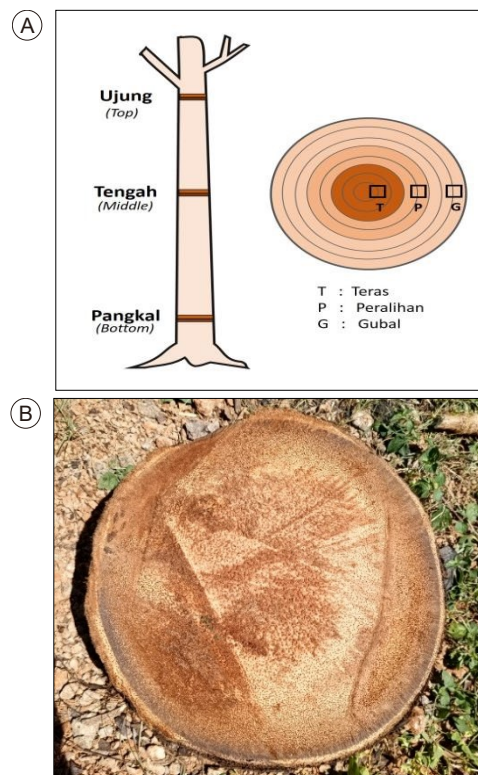 A
Ujung
(Top)
Tengah
(Middle)
Pangkal
(Bottom)
T P G
T : Teras
P : Peralihan
G : Gubal
B